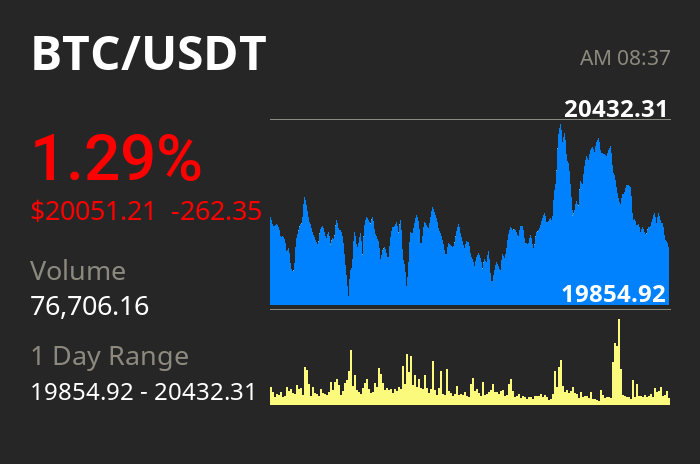 BTC/USDT
AM 08:37
20432.31
1.29%
$20051.21 -262.35
Volume
76,706.16
19854.92
1 Day Range
19854.92 - 20432.31